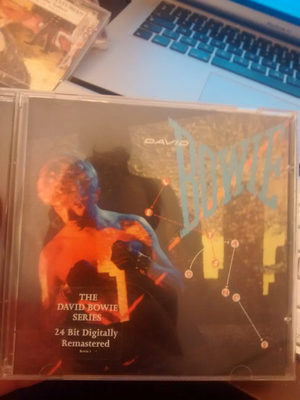 DAVID
BOWIE
THE
DAVID BOWIE
SERIES
24 Bit Digitally
Remastered